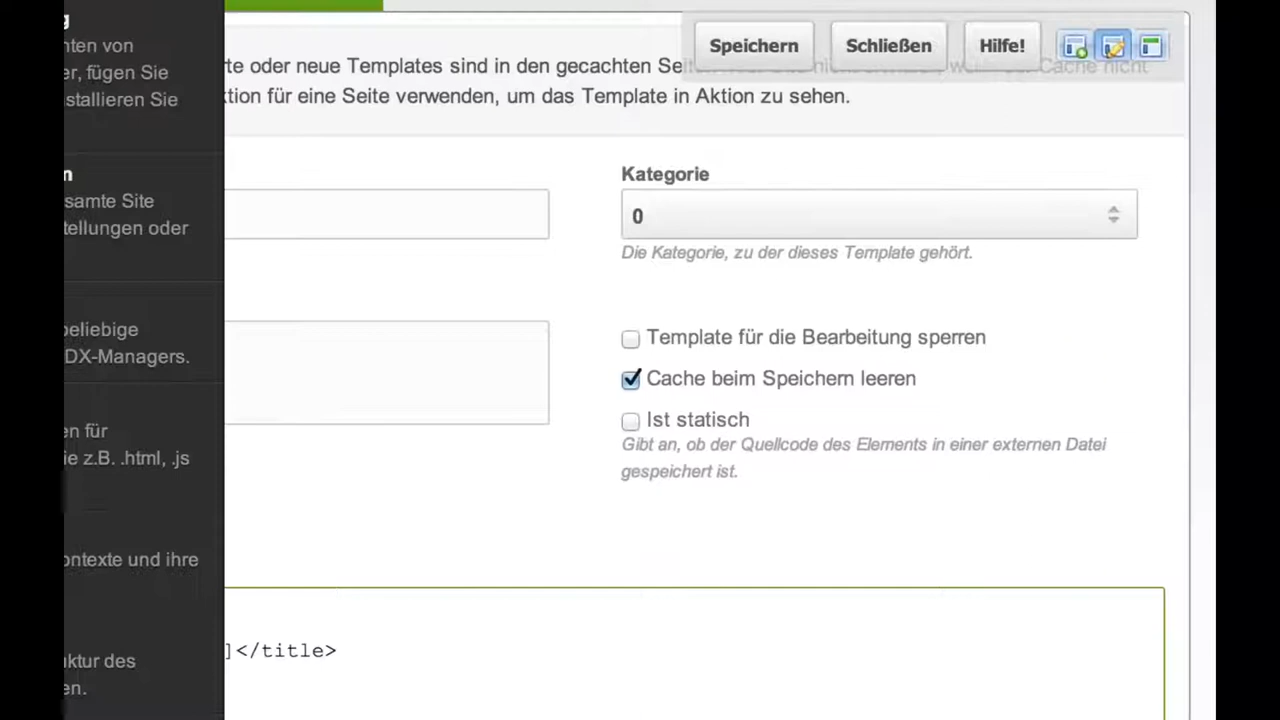 Speichern Schließen Hilfe!
nten von
er, fügen Sie
stallieren Sie
rte oder neue Templates sind in den gecachten
ktion für eine Seite verwenden, um das Template in Aktion zu sehen.
samte Site
tellungen oder
beliebige
DX-Managers.
en für
ie z.B. .html, .js
ontexte und ihre
uktur des
en.
Kategorie
0
Die Kategorie, zu der dieses Template gehört.
Template für die Bearbeitung sperren
Cache beim Speichern leeren
Ist statisch
Gibt an, ob der Quellcode des Elements in einer externen Datei
gespeichert ist.
]</title>